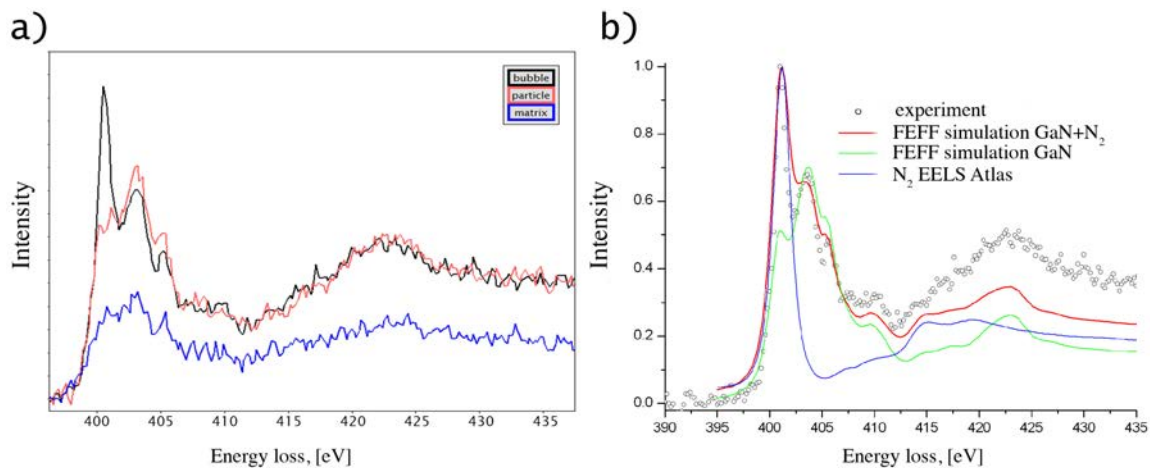 a)
bubble
particle
matrix
Intensity
400 405 410 415 420 425 430 435
Energy loss, [eV]
b)
1.0
0.8
0.6
0.4
0.2
0.0
experiment
FEFF simulation GaN+N₂
FEFF simulation GaN
N₂ EELS Atlas
Intensity
390 395 400 405 410 415 420 425 430 435
Energy loss, [eV]